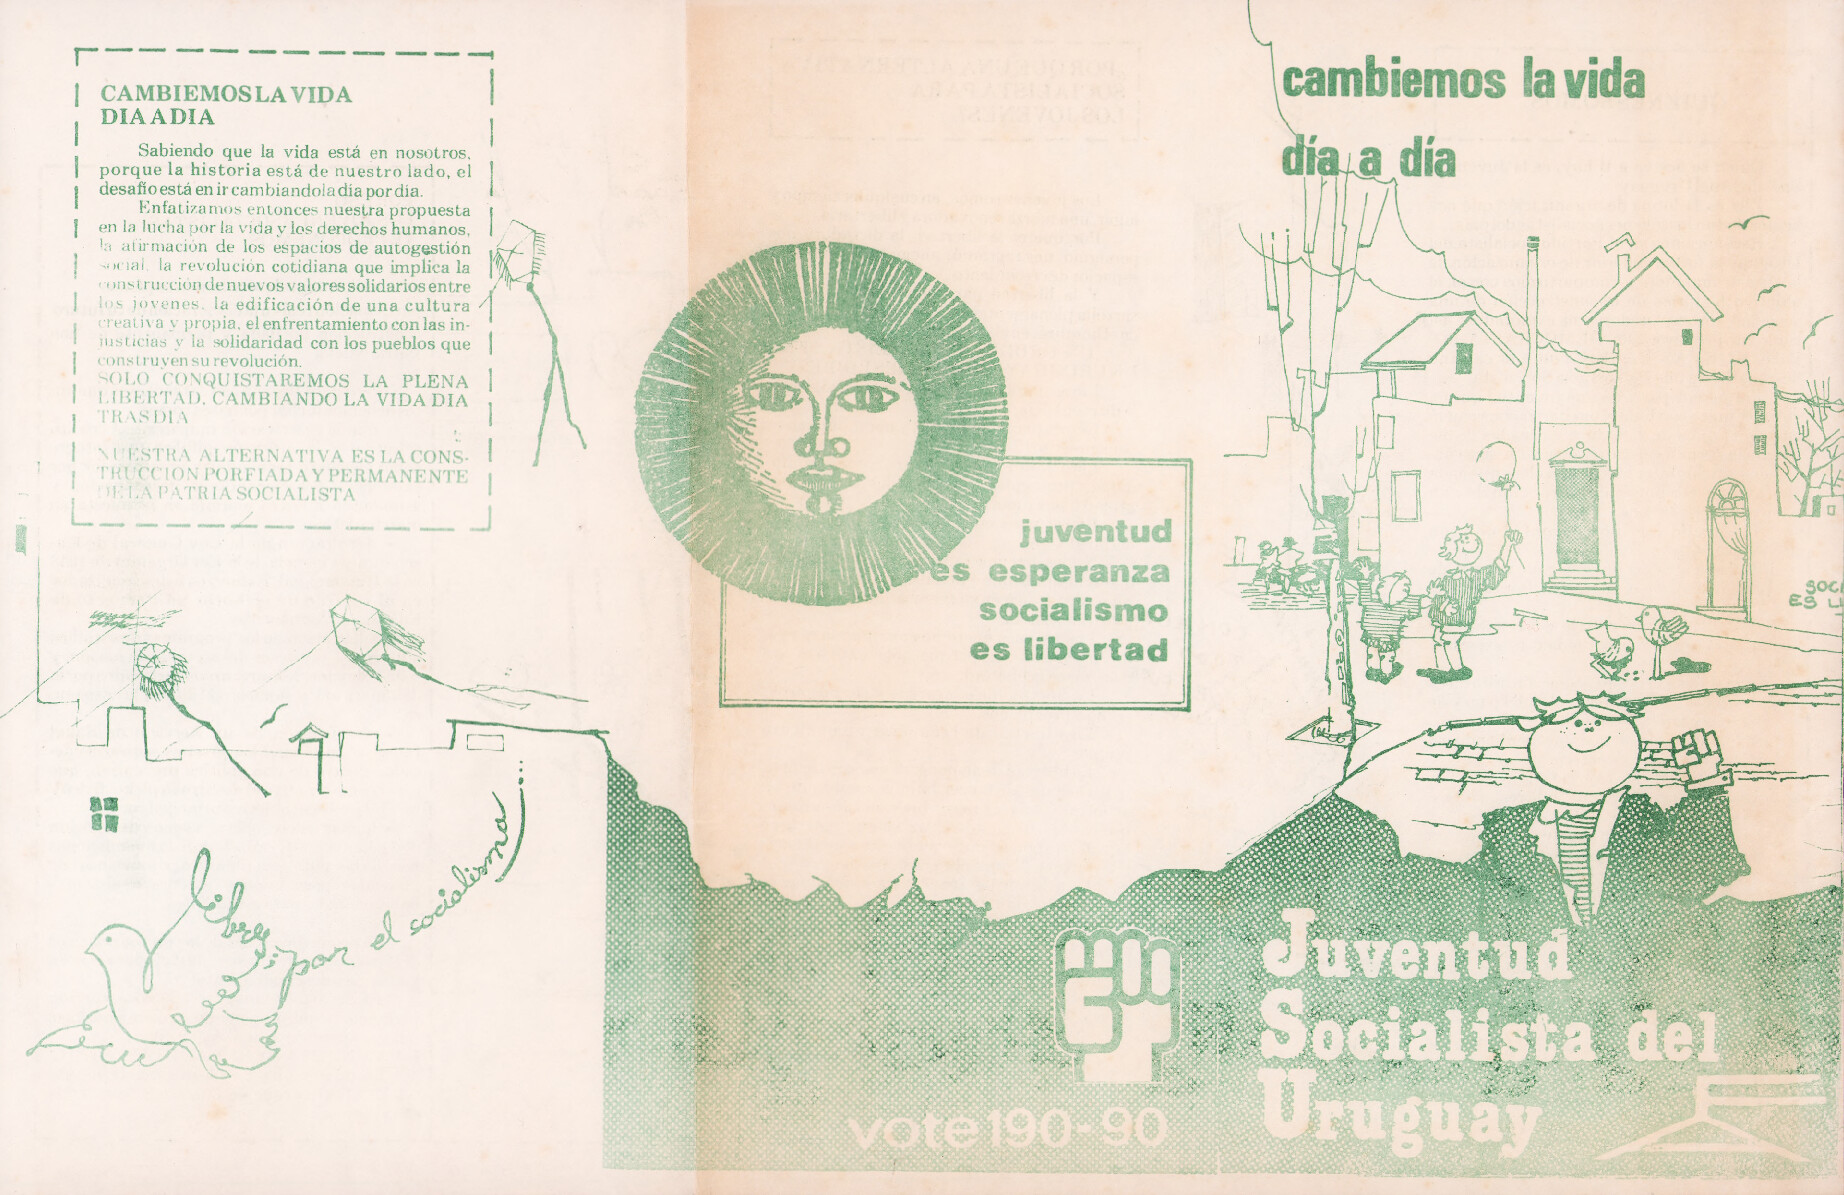 CAMBIEMOS LA VIDA
DIA A DIA
Sabiendo que la vida está en nosotros,
porque la historia está de nuestro lado, el
desafío está en ir cambiandola día por día.
Enfatizamos entonces nuestra propuesta
en la lucha por la vida y los derechos humanos,
la afirmación de los espacios de autogestión
social, la revolución cotidiana que implica la
construcción de nuevos valores solidarios entre
los jovenes, la edificación de una cultura
creativa y propia, el enfrentamiento con las in-
justicias y la solidaridad con los pueblos que
construyen su revolución.
SOLO CONQUISTAREMOS LA PLENA
LIBERTAD, CAMBIANDO LA VIDA DIA
TRAS DIA
NUESTRA ALTERNATIVA ES LA CONS-
TRUCCION PORFIADA Y PERMANENTE
DE LA PATRIA SOCIALISTA
libres por el socialismo...
juventud
es esperanza
socialismo
es libertad
vote 190-90
cambiemos la vida
día a día
SOCI
ES LI
Juventud
Socialista del
Uruguay